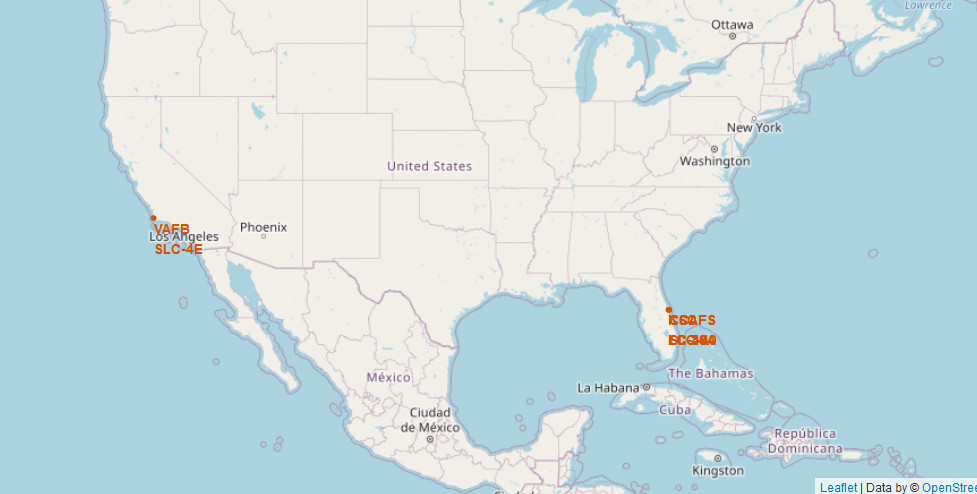 Lawrence
Ottawa
New York
Washington
United States
Phoenix
VAFB
Los Angeles
SLC-4E
The Bahamas
México
La Habana
Cuba
Ciudad
de México
República
Dominicana
Kingston
Leaflet | Data by © OpenStree